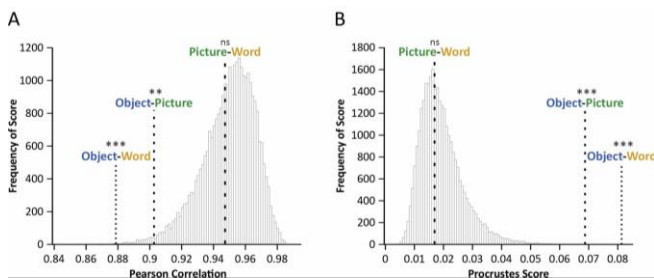 A
1200
1000
800
600
400
200
0
Frequency of Score
ns
Picture-Word
**
Object-Picture
***
Object-Word
0.84 0.86 0.88 0.9 0.92 0.94 0.96 0.98
Pearson Correlation
B
1800
1600
1400
1200
1000
800
600
400
200
0
Frequency of Score
ns
Picture-Word
***
Object-Picture
***
Object-Word
0 0.01 0.02 0.03 0.04 0.05 0.06 0.07 0.08
Procrustes Score